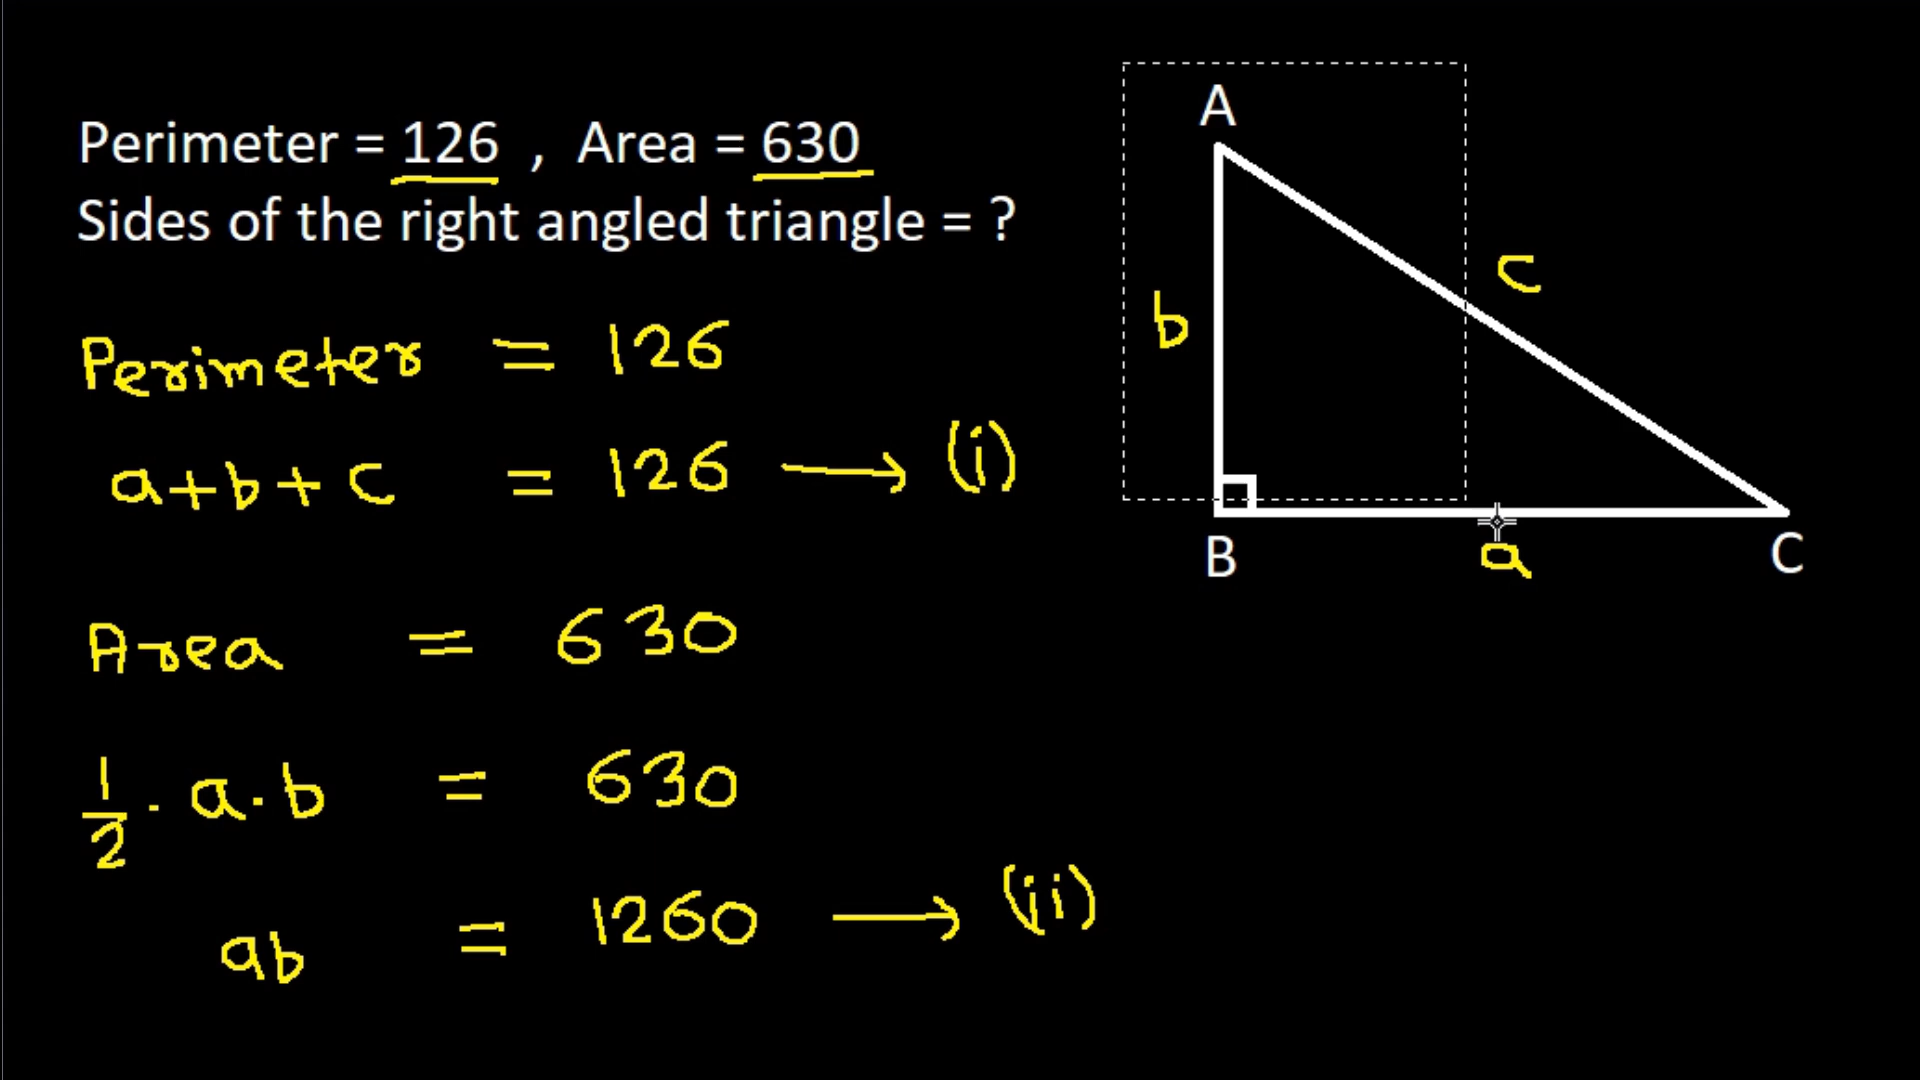 Perimeter = 126 , Area = 630
Sides of the right angled triangle = ?
Perimeter = 126
a+b+c = 126 → (i)
Area = 630
1/2 · a · b = 630
ab = 1260 → (ii)
A
b
c
B
a
C